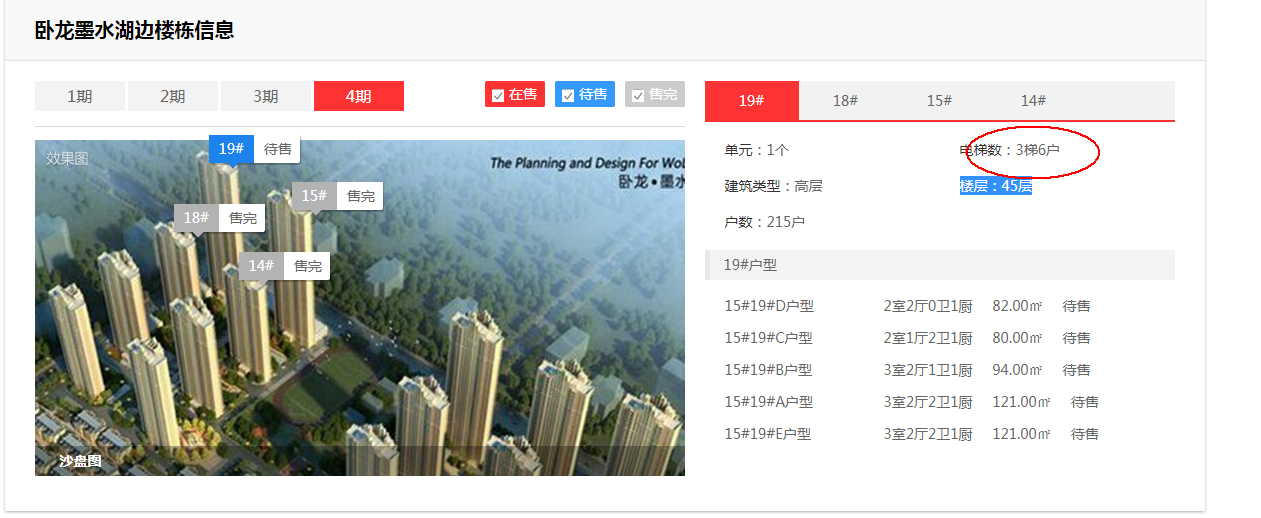 卧龙墨水湖边楼栋信息
1期 2期 3期 4期 在售 待售 售完
19# 18# 15# 14#
效果图
19# 待售
The Planning and Design For Wol
卧龙•墨水
15# 售完
18# 售完
14# 售完
沙盘图
单元：1个 电梯数：3梯6户
建筑类型：高层 楼层：45层
户数：215户
19#户型
15#19#D户型 2室2厅0卫1厨 82.00㎡ 待售
15#19#C户型 2室1厅2卫1厨 80.00㎡ 待售
15#19#B户型 3室2厅1卫1厨 94.00㎡ 待售
15#19#A户型 3室2厅2卫1厨 121.00㎡ 待售
15#19#E户型 3室2厅2卫1厨 121.00㎡ 待售